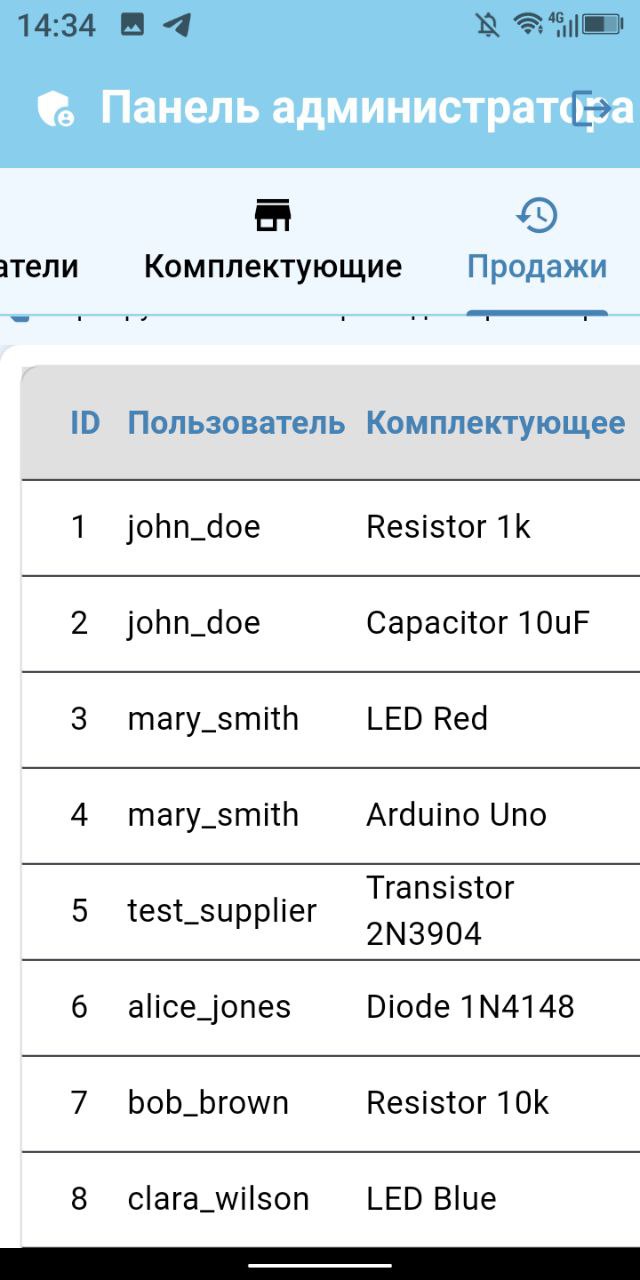 14:34
4G
Панель администратора
атели
Комплектующие
Продажи
ID Пользователь Комплектующее
1 john_doe Resistor 1k
2 john_doe Capacitor 10uF
3 mary_smith LED Red
4 mary_smith Arduino Uno
5 test_supplier Transistor
2N3904
6 alice_jones Diode 1N4148
7 bob_brown Resistor 10k
8 clara_wilson LED Blue